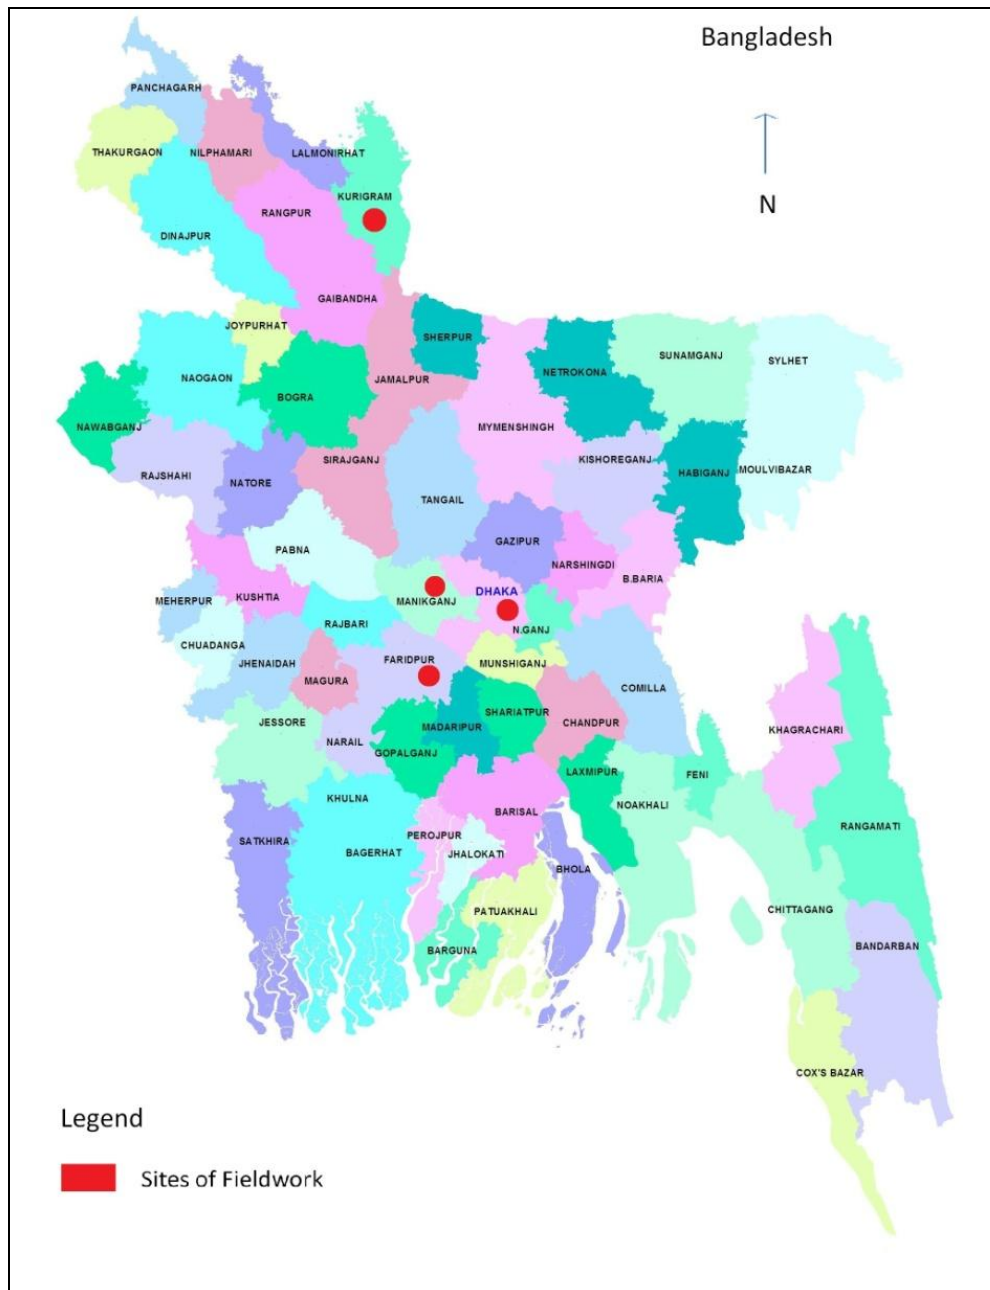 Bangladesh
N
PANCHAGARH
THAKURGAON
NILPHAMARI
LALMONIRHAT
KURIGRAM
RANGPUR
DINAJPUR
GAIBANDHA
JOYPURHAT
SHERPUR
SUNAMGANJ
SYLHET
NAOGAON
JAMALPUR
NETROKONA
BOGRA
NAWABGANJ
MYMENSHINGH
KISHOREGANJ
RAJSHAHI
NATORE
SIRAJGANJ
HABIGANJ
MOULVIBAZAR
TANGAIL
PABNA
GAZIPUR
NARSHINGDI
B.BARIA
MEHERPUR
KUSHTIA
MANIKGANJ
DHAKA
RAJBARI
N.GANJ
CHUADANGA
JHENAIDAH
FARIDPUR
MUNSHIGANJ
MAGURA
COMILLA
JESSORE
NARAIL
MADARIPUR
SHARIATPUR
CHANDPUR
KHAGRACHARI
GOPALGANJ
LAXMIPUR
FENI
KHULNA
BARISAL
NOAKHALI
RANGAMATI
SATKHIRA
BAGERHAT
PEROJPUR
JHALOKATI
BHOLA
PATUAKHALI
CHITTAGANG
BARGUNA
BANDARBAN
COX'S BAZAR
Legend
Sites of Fieldwork